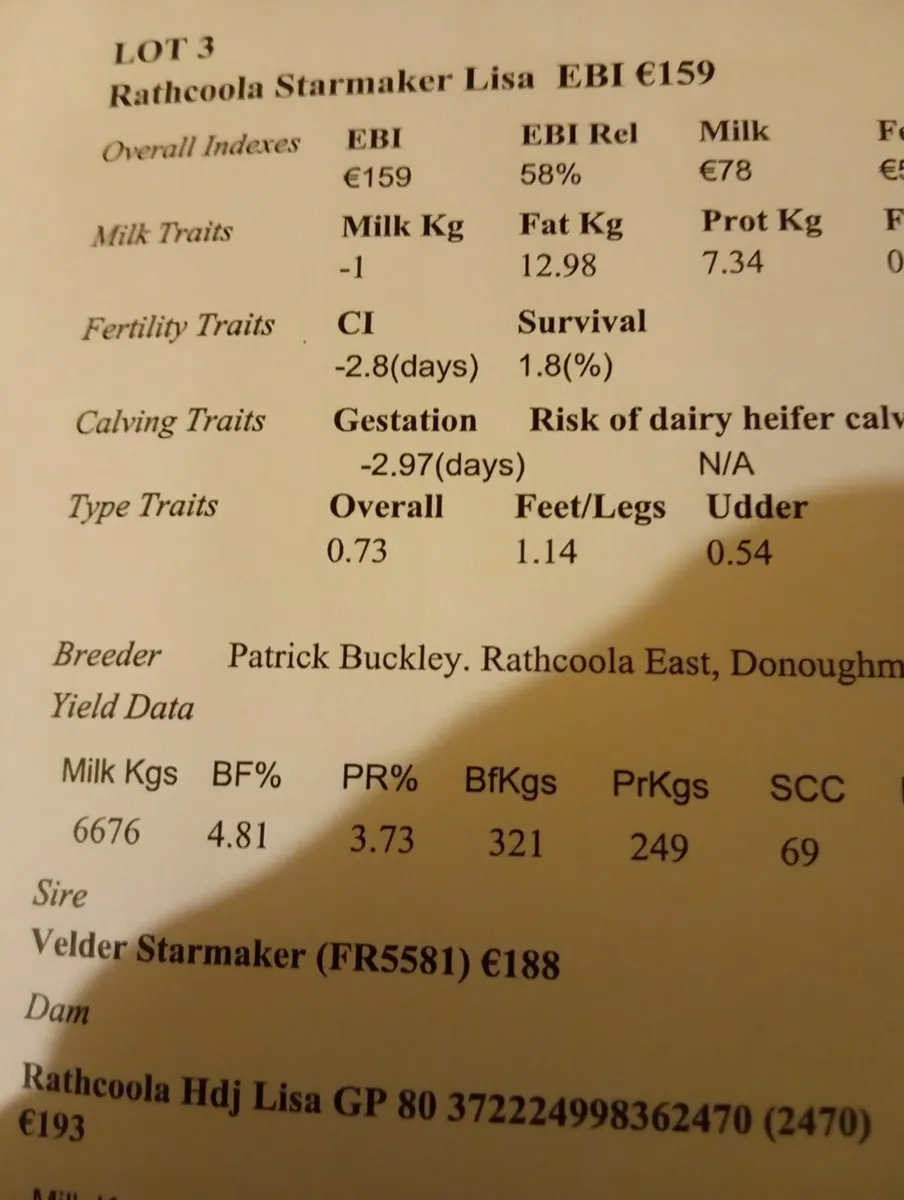 LOT 3
Rathcoola Starmaker Lisa EBI €159
Overall Indexes EBI EBI Rel Milk
€159 58% €78
Milk Traits Milk Kg Fat Kg Prot Kg
-1 12.98 7.34
Fertility Traits CI Survival
-2.8(days) 1.8(%)
Calving Traits Gestation Risk of dairy heifer calv
-2.97(days) N/A
Type Traits Overall Feet/Legs Udder
0.73 1.14 0.54
Breeder Patrick Buckley. Rathcoola East, Donoughm
Yield Data
Milk Kgs BF% PR% BfKgs PrKgs SCC
6676 4.81 3.73 321 249 69
Sire
Velder Starmaker (FR5581) €188
Dam
Rathcoola Hdj Lisa GP 80 372224998362470 (2470)
€193